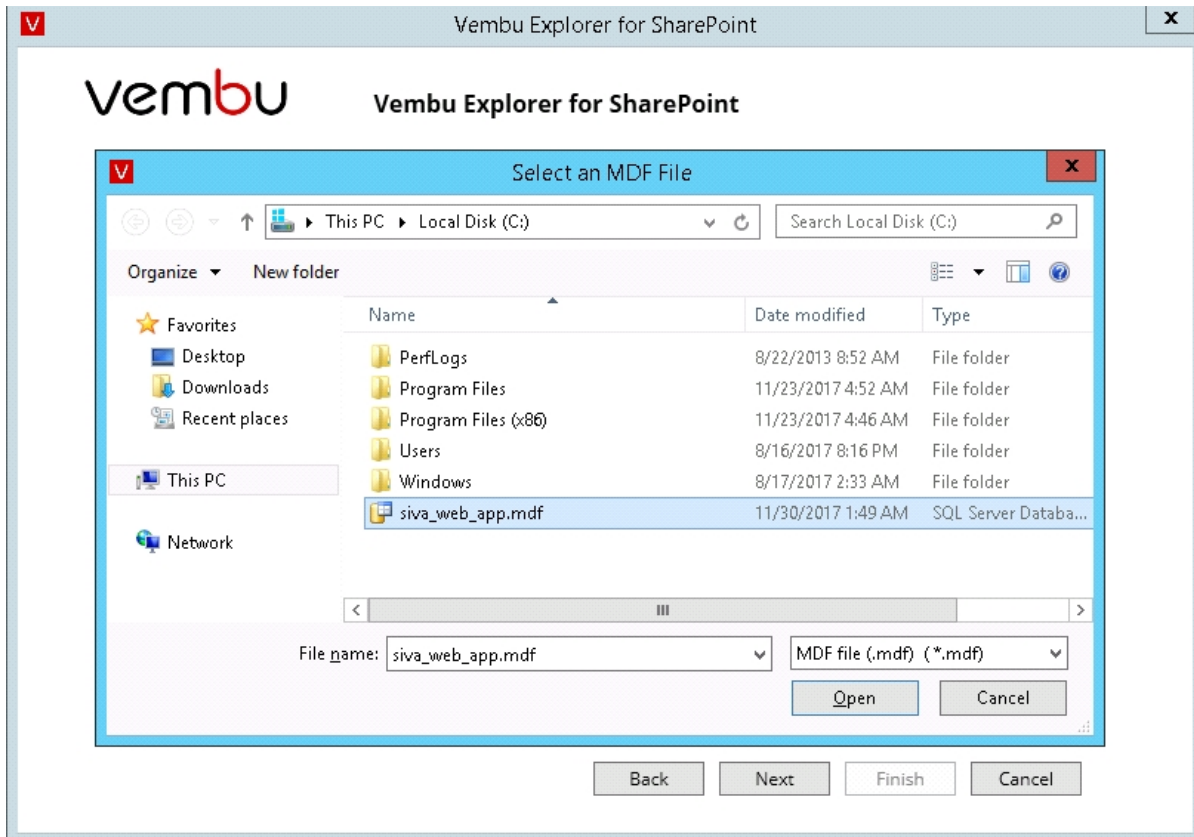 V Vembu Explorer for SharePoint x
vembu Vembu Explorer for SharePoint
V Select an MDF File x
This PC Local Disk (C:) Search Local Disk (C:)
Organize New folder
Favorites
Desktop
Downloads
Recent places
This PC
Network
Name Date modified Type
PerfLogs 8/22/2013 8:52 AM File folder
Program Files 11/23/2017 4:52 AM File folder
Program Files (x86) 11/23/2017 4:46 AM File folder
Users 8/16/2017 8:16 PM File folder
Windows 8/17/2017 2:33 AM File folder
siva_web_app.mdf 11/30/2017 1:49 AM SQL Server Databa...
File name: siva_web_app.mdf MDF file (.mdf) (*.mdf)
Open Cancel
Back Next Finish Cancel